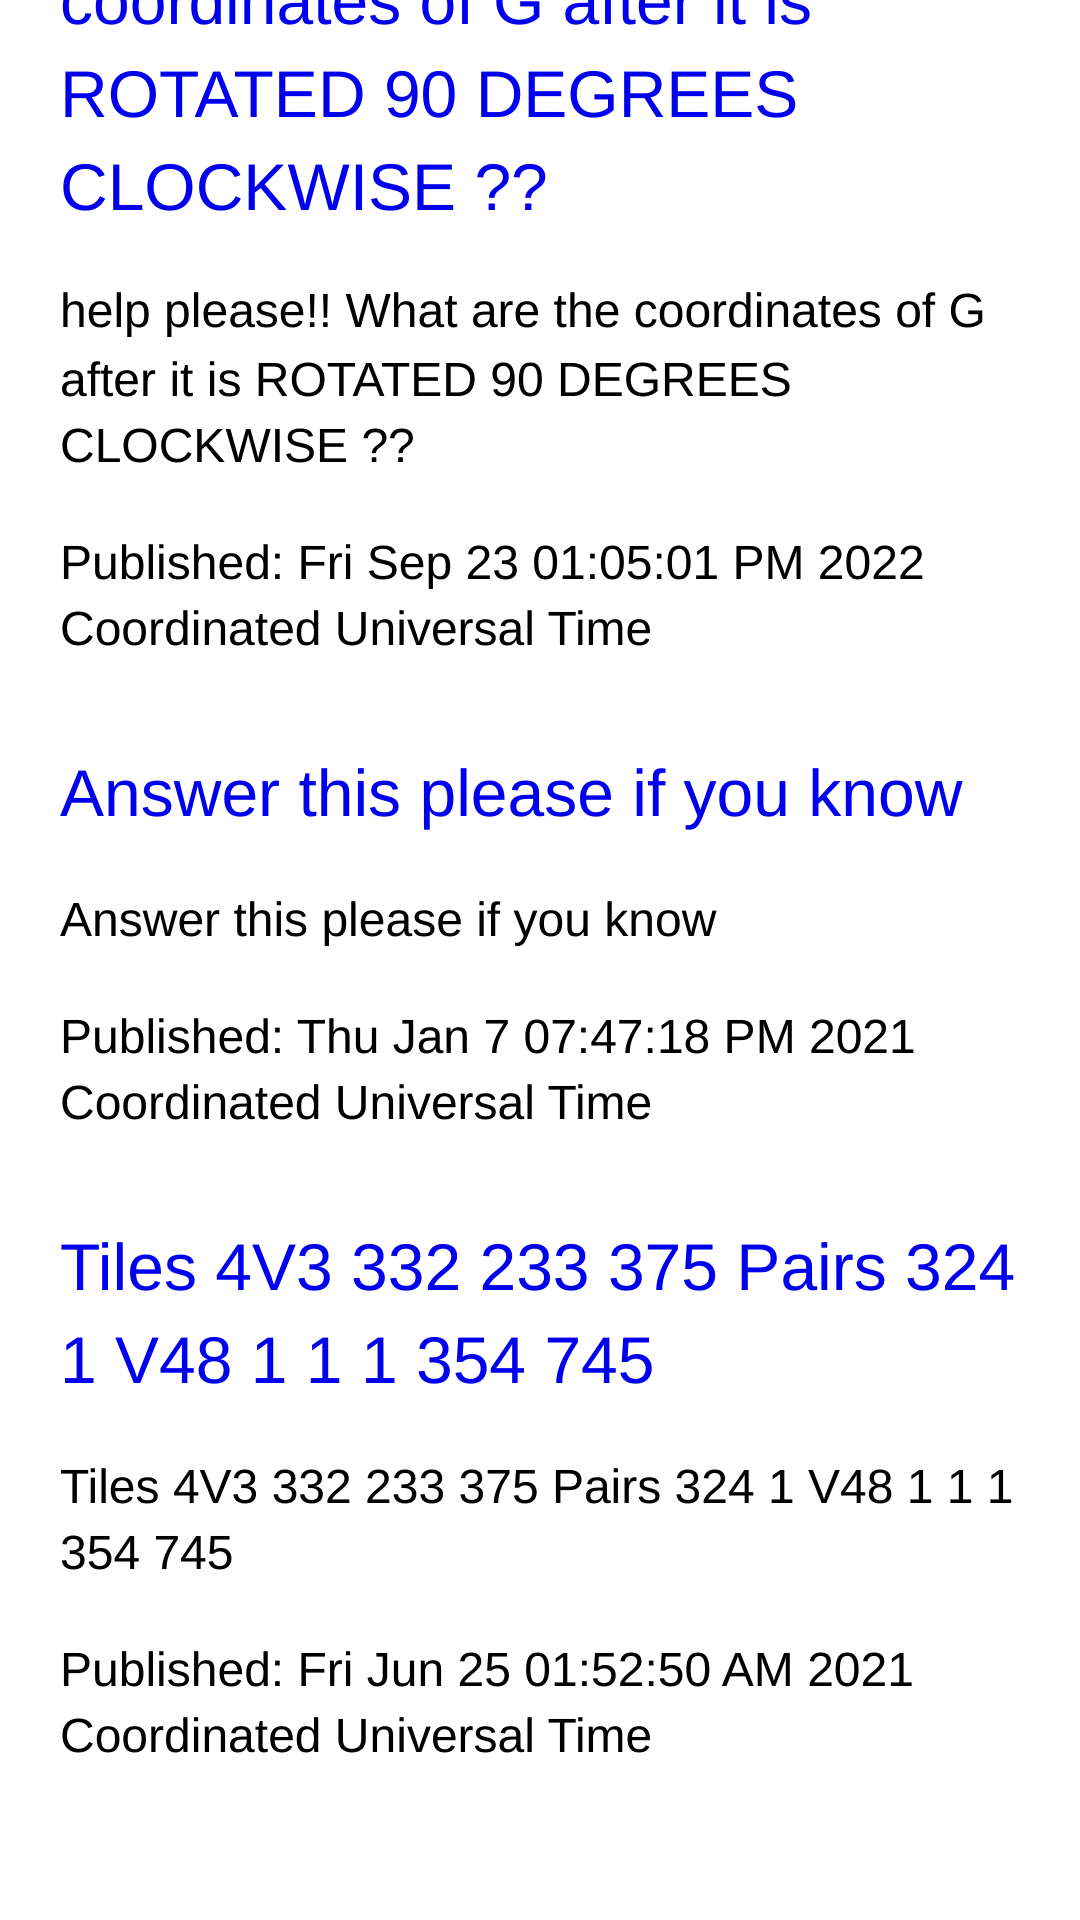 coordinates of G after it is
ROTATED 90 DEGREES
CLOCKWISE ??
help please!! What are the coordinates of G
after it is ROTATED 90 DEGREES
CLOCKWISE ??
Published: Fri Sep 23 01:05:01 PM 2022
Coordinated Universal Time
Answer this please if you know
Answer this please if you know
Published: Thu Jan 7 07:47:18 PM 2021
Coordinated Universal Time
Tiles 4V3 332 233 375 Pairs 324
1 V48 1 1 1 354 745
Tiles 4V3 332 233 375 Pairs 324 1 V48 1 1 1
354 745
Published: Fri Jun 25 01:52:50 AM 2021
Coordinated Universal Time